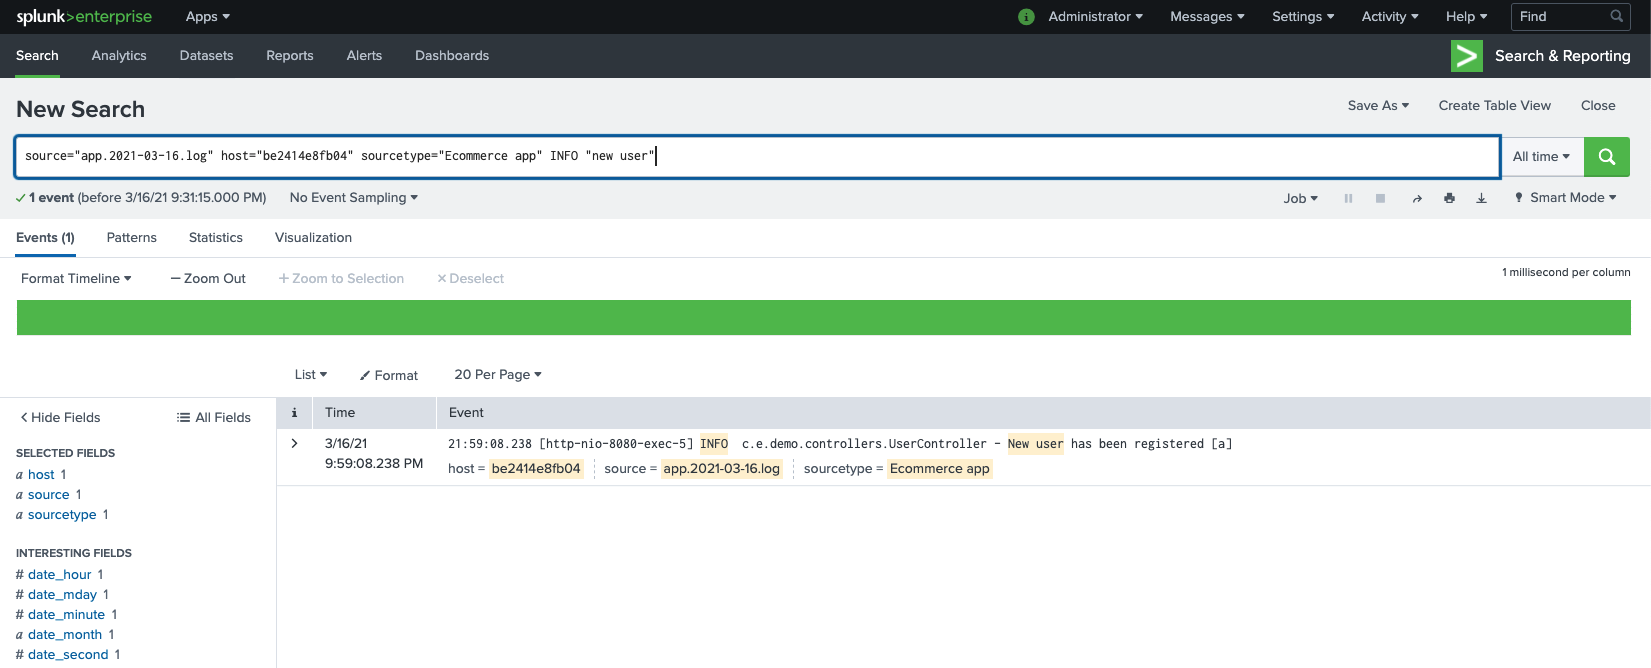 splunk>enterprise Apps Administrator Messages Settings Activity Help Find
Search Analytics Datasets Reports Alerts Dashboards Search & Reporting
New Search Save As Create Table View Close
source="app.2021-03-16.log" host="be2414e8fb04" sourcetype="Ecommerce app" INFO "new user" All time
1 event (before 3/16/21 9:31:15.000 PM) No Event Sampling Job Smart Mode
Events (1) Patterns Statistics Visualization
Format Timeline Zoom Out Zoom to Selection Deselect 1 millisecond per column
List Format 20 Per Page
Hide Fields All Fields i Time Event
SELECTED FIELDS
a host 1
a source 1
a sourcetype 1
3/16/21 21:59:08.238 [http-nio-8080-exec-5] INFO c.e.demo.controllers.UserController - New user has been registered [a]
9:59:08.238 PM host = be2414e8fb04 source = app.2021-03-16.log sourcetype = Ecommerce app
INTERESTING FIELDS
# date_hour 1
# date_mday 1
# date_minute 1
a date_month 1
# date_second 1